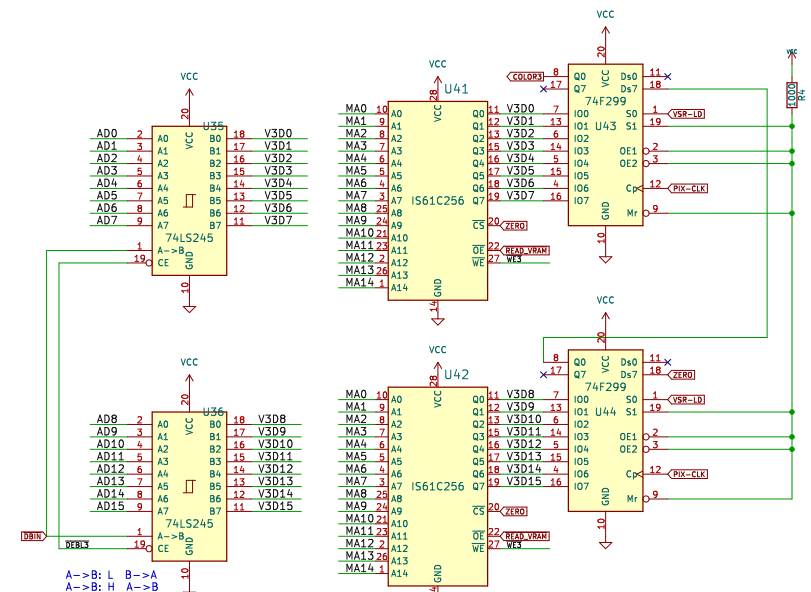 VCC
20
U35
VCC
AD0 2 A0 B0 18 V3D0
AD1 3 A1 B1 17 V3D1
AD2 4 A2 B2 16 V3D2
AD3 5 A3 B3 15 V3D3
AD4 6 A4 B4 14 V3D4
AD5 7 A5 B5 13 V3D5
AD6 8 A6 B6 12 V3D6
AD7 9 A7 B7 11 V3D7
74LS245
1 A->B
19 CE
GND
10
VCC
28
U41
VCC
MA0 10 A0 Q0 11 V3D0
MA1 9 A1 Q1 12 V3D1
MA2 8 A2 Q2 13 V3D2
MA3 7 A3 Q3 15 V3D3
MA4 6 A4 Q4 16 V3D4
MA5 5 A5 Q5 17 V3D5
MA6 4 A6 Q6 18 V3D6
MA7 3 A7 Q7 19 V3D7
IS61C256
MA8 25 A8
MA9 24 A9 CS 20 ZERO
MA10 21 A10
MA11 23 A11 OE 22 READ_VRAM
MA12 2 A12 WE 27 WE3
MA13 26 A13
MA14 1 A14
GND
14
VCC
20
VCC
COLOR3 8 Q0 Ds0 11
17 Q7 Ds7 18
74F299
U43
7 IO0 S0 1 VSR-LD
13 IO1 S1 19
6 IO2
14 IO3 OE1 2
5 IO4 OE2 3
15 IO5
4 IO6 Cp 12 PIX-CLK
16 IO7
Mr 9
GND
10
VCC
1000
R4
VCC
20
U36
VCC
AD8 2 A0 B0 18 V3D8
AD9 3 A1 B1 17 V3D9
AD10 4 A2 B2 16 V3D10
AD11 5 A3 B3 15 V3D11
AD12 6 A4 B4 14 V3D12
AD13 7 A5 B5 13 V3D13
AD14 8 A6 B6 12 V3D14
AD15 9 A7 B7 11 V3D15
74LS245
DBIN 1 A->B
DEBL3 19 CE
GND
10
A->B: L B->A
A->B: H A->B
VCC
28
U42
VCC
MA0 10 A0 Q0 11 V3D8
MA1 9 A1 Q1 12 V3D9
MA2 8 A2 Q2 13 V3D10
MA3 7 A3 Q3 15 V3D11
MA4 6 A4 Q4 16 V3D12
MA5 5 A5 Q5 17 V3D13
MA6 4 A6 Q6 18 V3D14
MA7 3 A7 Q7 19 V3D15
IS61C256
MA8 25 A8
MA9 24 A9 CS 20 ZERO
MA10 21 A10
MA11 23 A11 OE 22 READ_VRAM
MA12 2 A12 WE 27 WE3
MA13 26 A13
MA14 1 A14
GND
VCC
20
VCC
8 Q0 Ds0 11
17 Q7 Ds7 18 ZERO
74F299
U44
7 IO0 S0 1 VSR-LD
13 IO1 S1 19
6 IO2
14 IO3 OE1 2
5 IO4 OE2 3
15 IO5
4 IO6 Cp 12 PIX-CLK
16 IO7
Mr 9
GND
10